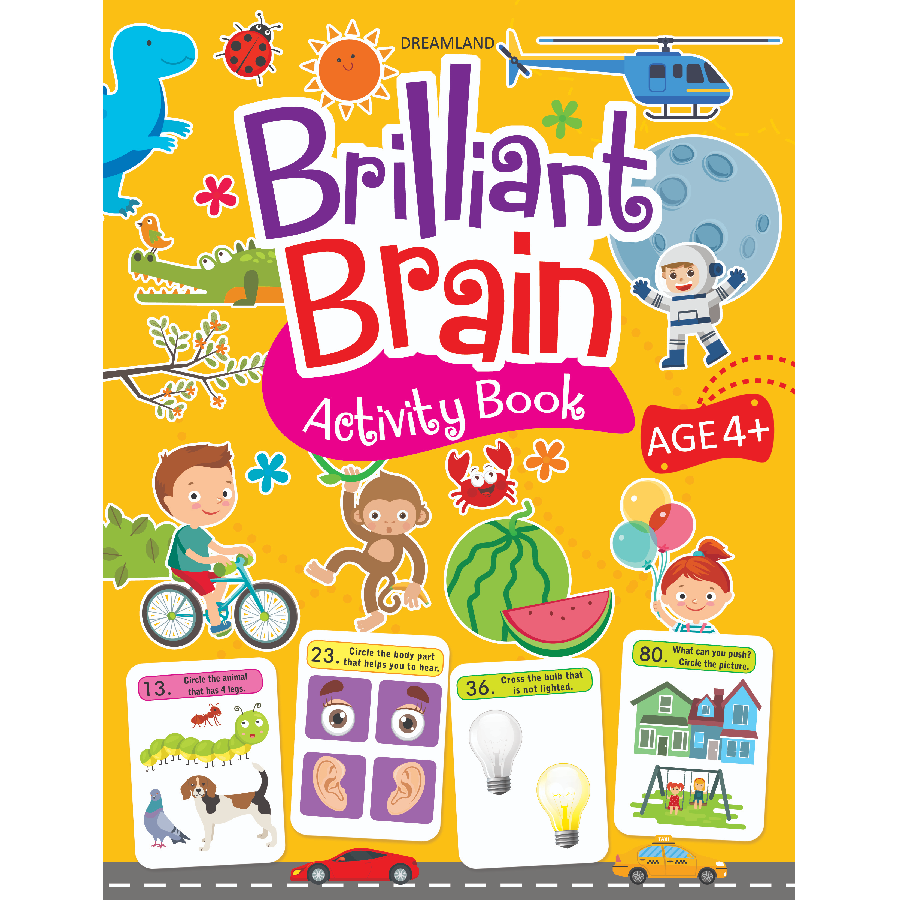 DREAMLAND
Brilliant
Brain
Activity Book
AGE 4+
13. Circle the animal
that has 4 legs.
23. Circle the body part
that helps you to hear.
36. Cross the bulb that
is not lighted.
80. What can you push?
Circle the picture.
TAXI